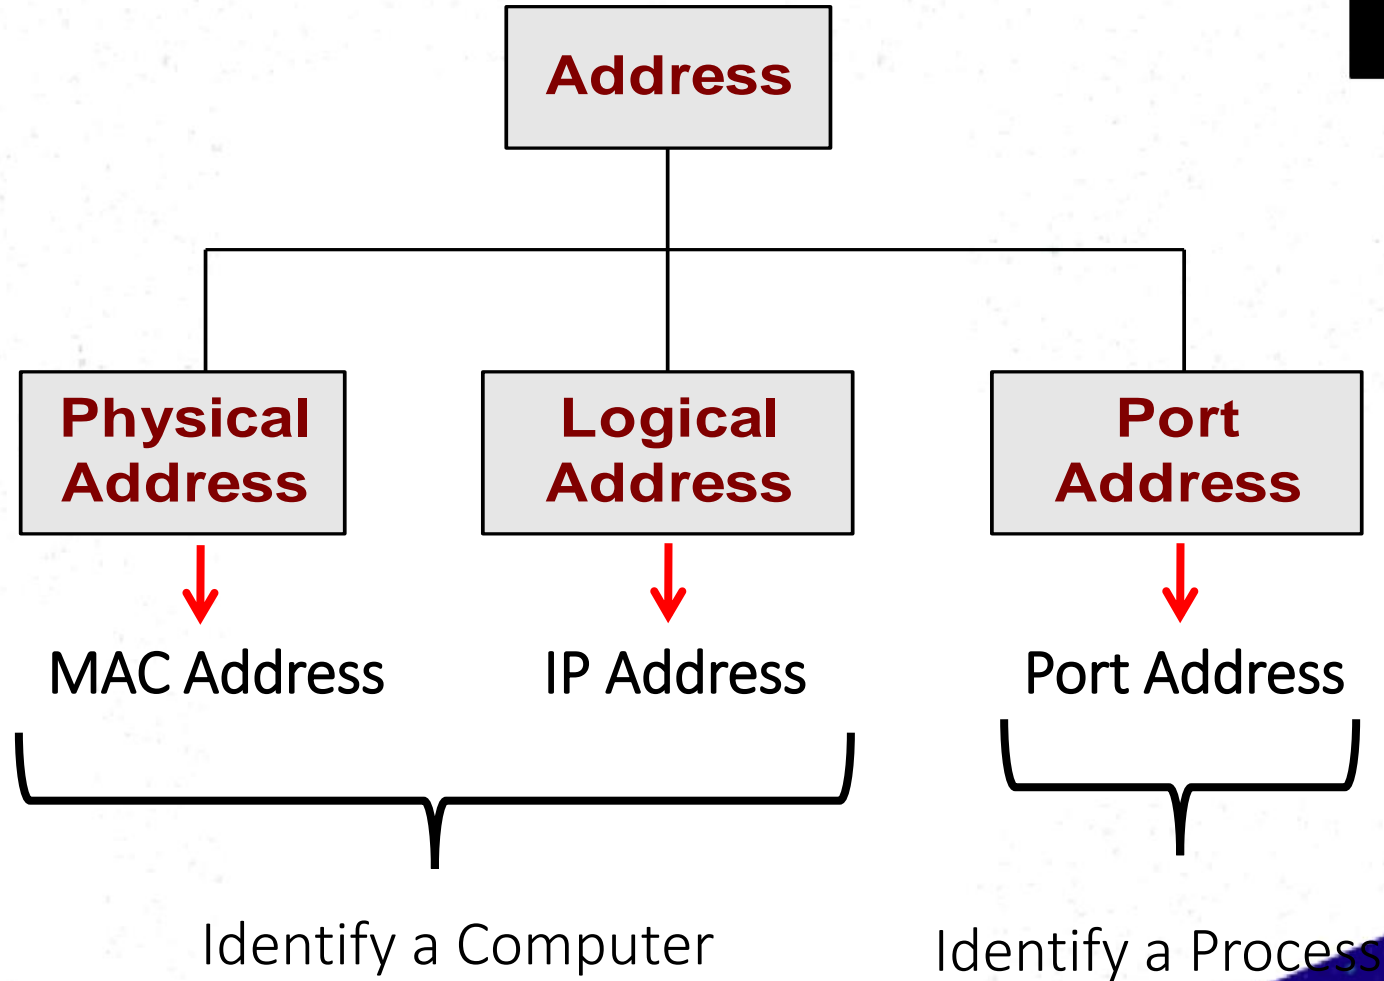 Address
Physical
Address
Logical
Address
Port
Address
MAC Address
IP Address
Port Address
Identify a Computer
Identify a Process